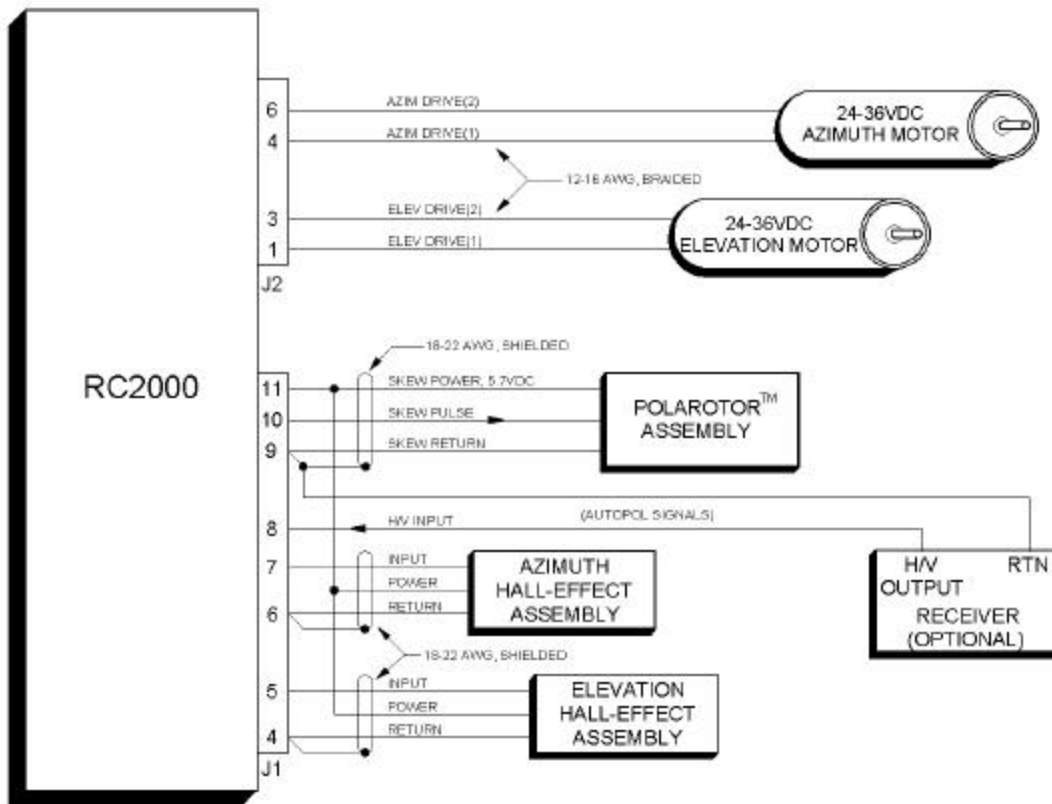 RC2000
6
AZIM DRIVE(2)
4
AZIM DRIVE(1)
24-36VDC
AZIMUTH MOTOR
12-16 AWG, BRAIDED
3
ELEV DRIVE(2)
1
ELEV DRIVE(1)
24-36VDC
ELEVATION MOTOR
J2
18-22 AWG, SHIELDED
11
SKEW POWER, 5.7VDC
10
SKEW PULSE
9
SKEW RETURN
POLAROTOR™
ASSEMBLY
8
H/V INPUT
(AUTOPOL SIGNALS)
H/V
OUTPUT
RTN
RECEIVER
(OPTIONAL)
7
INPUT
POWER
6
RETURN
AZIMUTH
HALL-EFFECT
ASSEMBLY
18-22 AWG, SHIELDED
5
INPUT
POWER
4
RETURN
ELEVATION
HALL-EFFECT
ASSEMBLY
J1